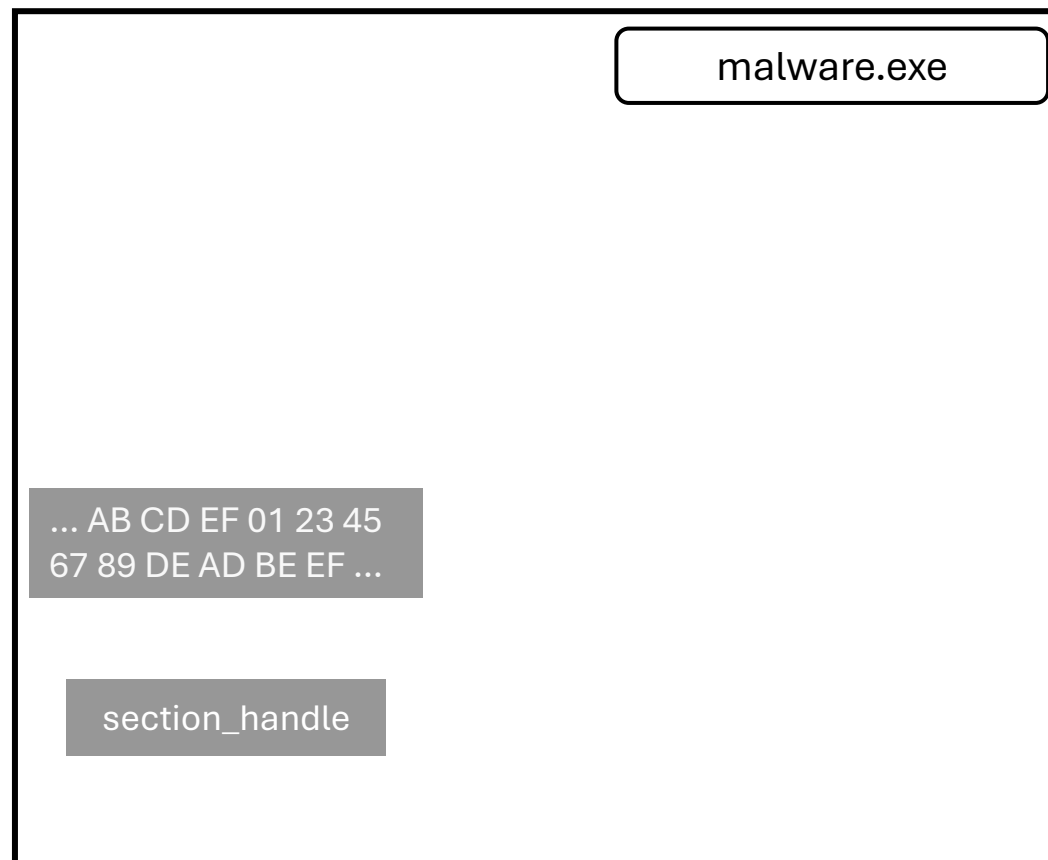 malware.exe
... AB CD EF 01 23 45
67 89 DE AD BE EF ...
section_handle